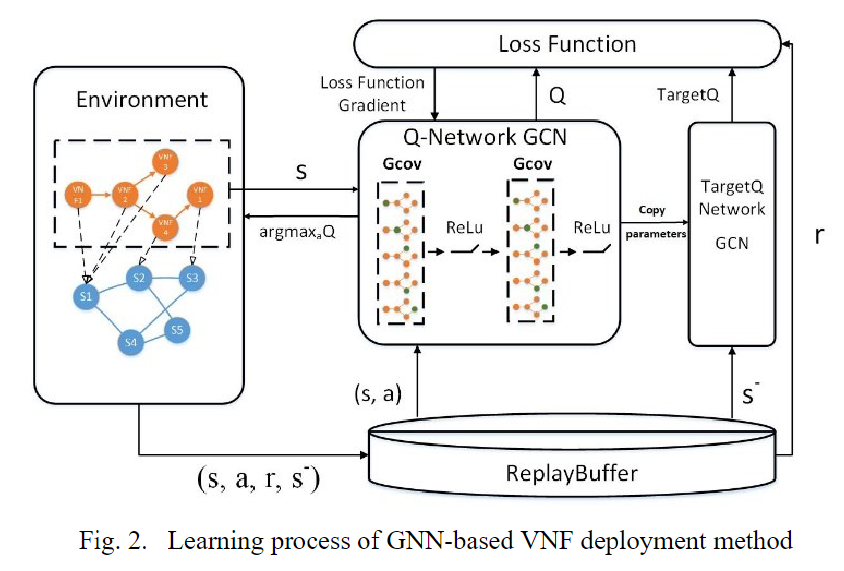 Loss Function
Environment
Loss Function
Gradient
Q
TargetQ
Q-Network GCN
Gcov
Gcov
VNF
3
VN
F1
VNF
2
VNF
1
VNF
4
S
argmaxaQ
ReLu
ReLu
Copy
parameters
TargetQ
Network
GCN
r
S1
S2
S3
S4
S5
(s, a)
s-
(s, a, r, s-)
ReplayBuffer
Fig. 2. Learning process of GNN-based VNF deployment method